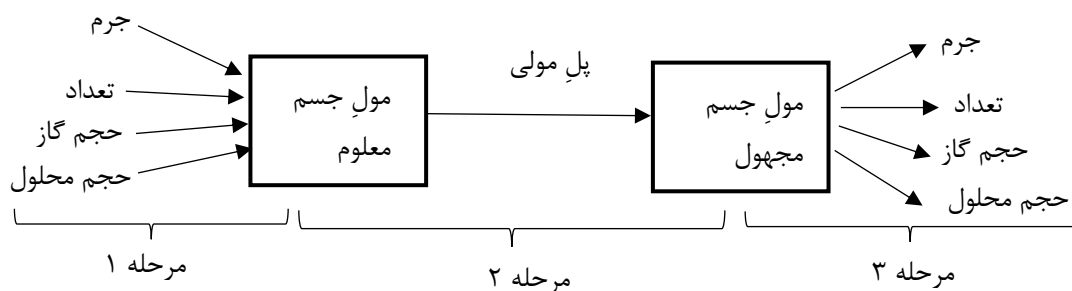 جرم
تعداد
حجم گاز
حجم محلول
مولِ جسم
معلوم
پلِ مولی
مولِ جسم
مجهول
جرم
تعداد
حجم گاز
حجم محلول
مرحله ۱
مرحله ۲
مرحله ۳